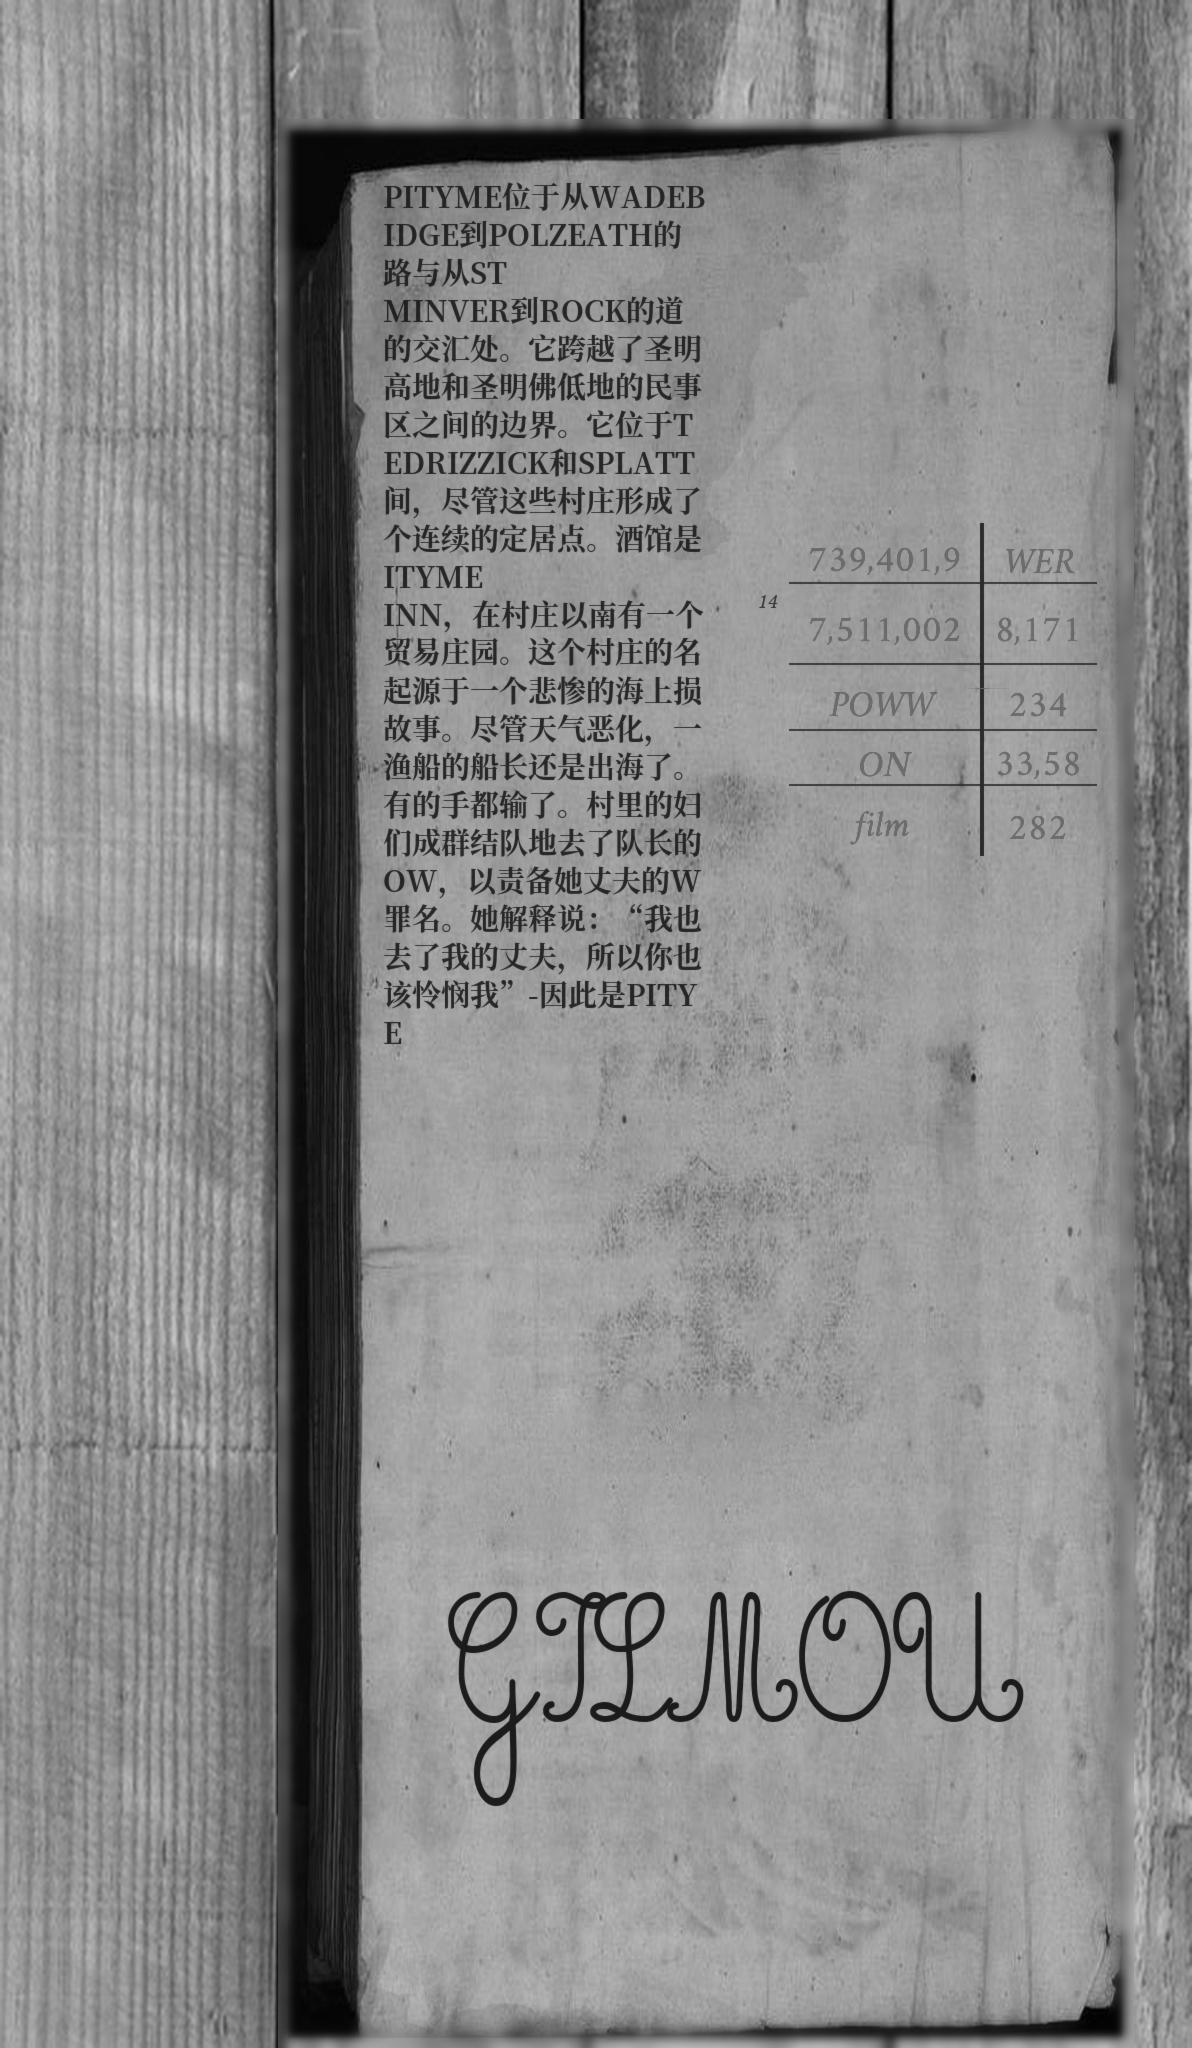 PITYME位于从WADEB
IDGE到POLZEATH的
路与从ST
MINVER到ROCK的道
的交汇处。它跨越了圣明
高地和圣明佛低地的民事
区之间的边界。它位于T
EDRIZZICK和SPLATT
间，尽管这些村庄形成了
个连续的定居点。酒馆是
ITYME
INN，在村庄以南有一个
贸易庄园。这个村庄的名
起源于一个悲惨的海上损
故事。尽管天气恶化，一
渔船的船长还是出海了。
有的手都输了。村里的妇
们成群结队地去了队长的
OW，以责备她丈夫的W
罪名。她解释说：“我也
去了我的丈夫，所以你也
该怜悯我”-因此是PITY
E
739,401,9 WER
14
7,511,002 8,171
POWW 234
ON 33,58
film 282
GILMOU